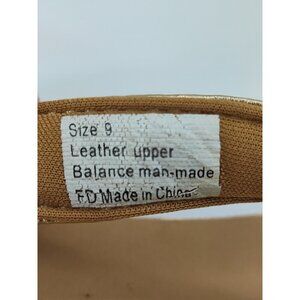 Size 9
Leather upper
Balance man-made
FD Made in China